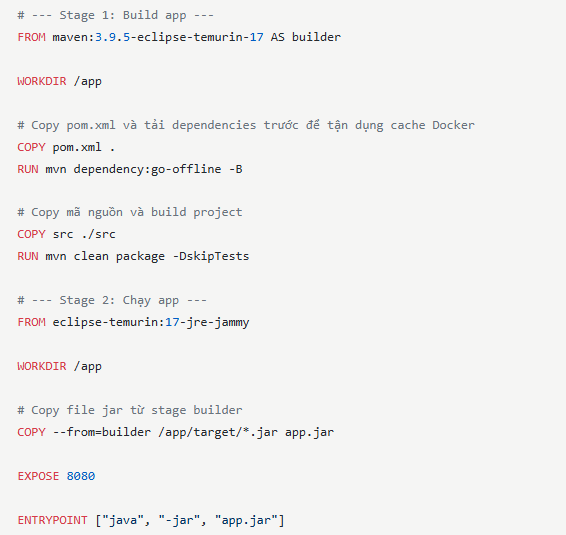 # --- Stage 1: Build app ---
FROM maven:3.9.5-eclipse-temurin-17 AS builder
WORKDIR /app
# Copy pom.xml và tải dependencies trước để tận dụng cache Docker
COPY pom.xml .
RUN mvn dependency:go-offline -B
# Copy mã nguồn và build project
COPY src ./src
RUN mvn clean package -DskipTests
# --- Stage 2: Chạy app ---
FROM eclipse-temurin:17-jre-jammy
WORKDIR /app
# Copy file jar từ stage builder
COPY --from=builder /app/target/*.jar app.jar
EXPOSE 8080
ENTRYPOINT ["java", "-jar", "app.jar"]